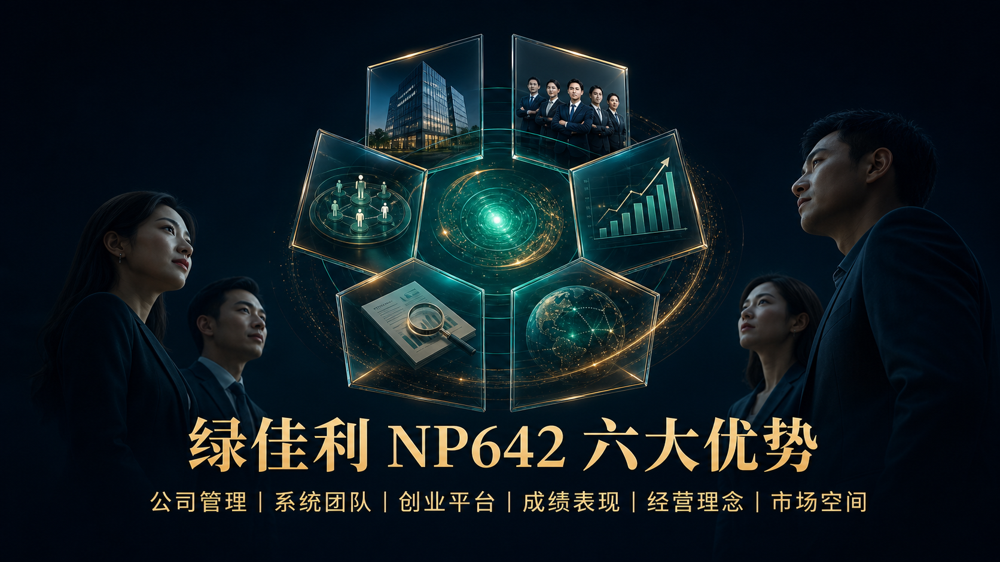 绿佳利 NP642 六大优势
公司管理 | 系统团队 | 创业平台 | 成绩表现 | 经营理念 | 市场空间